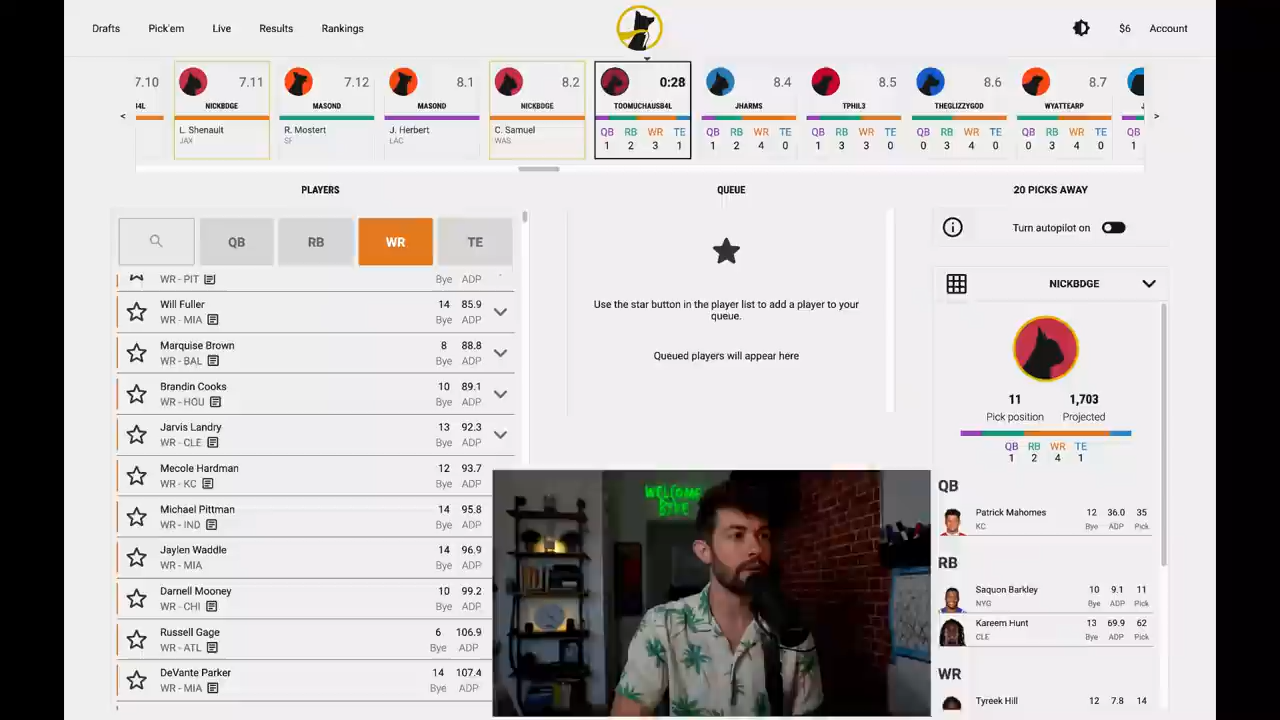 Drafts Pick'em Live Results Rankings $6 Account
7.10 7.11 7.12 8.1 8.2 0:28 8.4 8.5 8.6 8.7
I4L NICKBDGE MASOND MASOND NICKBDGE TOOMUCHAUSB4L JHARMS TPHIL3 THEGLIZZYGOD WYATTEARP
L. Shenault
JAX
R. Mostert
SF
J. Herbert
LAC
C. Samuel
WAS
QB RB WR TE
1 2 3 1
QB RB WR TE
1 2 4 0
QB RB WR TE
1 3 3 0
QB RB WR TE
0 3 4 0
QB RB WR TE
0 3 4 0
QB
1
< >
PLAYERS QUEUE 20 PICKS AWAY
QB RB WR TE
WR - PIT Bye ADP
Will Fuller 14 85.9
WR - MIA Bye ADP
Marquise Brown 8 88.8
WR - BAL Bye ADP
Brandin Cooks 10 89.1
WR - HOU Bye ADP
Jarvis Landry 13 92.3
WR - CLE Bye ADP
Mecole Hardman 12 93.7
WR - KC Bye ADP
Michael Pittman 14 95.8
WR - IND Bye ADP
Jaylen Waddle 14 96.9
WR - MIA Bye ADP
Darnell Mooney 10 99.2
WR - CHI Bye ADP
Russell Gage 6 106.9
WR - ATL Bye ADP
DeVante Parker 14 107.4
WR - MIA Bye ADP
Use the star button in the player list to add a player to your
queue.
Queued players will appear here
WELCOME
Turn autopilot on
NICKBDGE
11 1,703
Pick position Projected
QB RB WR TE
1 2 4 1
QB
Patrick Mahomes 12 36.0 35
KC Bye ADP Pick
RB
Saquon Barkley 10 9.1 11
NYG Bye ADP Pick
Kareem Hunt 13 69.9 62
CLE Bye ADP Pick
WR
Tyreek Hill 12 7.8 14